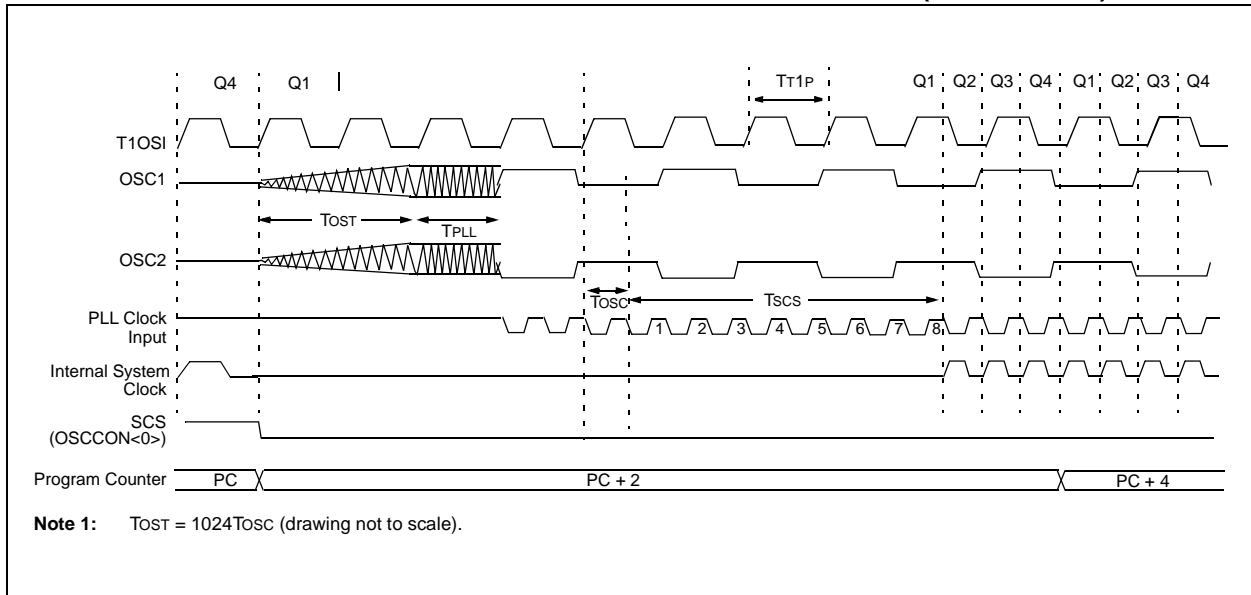 Q4 Q1 TT1P Q1 Q2 Q3 Q4 Q1 Q2 Q3 Q4
T1OSI
OSC1
TOST
TPLL
OSC2
TOSC TSCS
PLL Clock
Input
1 2 3 4 5 6 7 8
Internal System
Clock
SCS
(OSCCON<0>)
Program Counter PC PC + 2 PC + 4
Note 1: TOST = 1024TOSC (drawing not to scale).